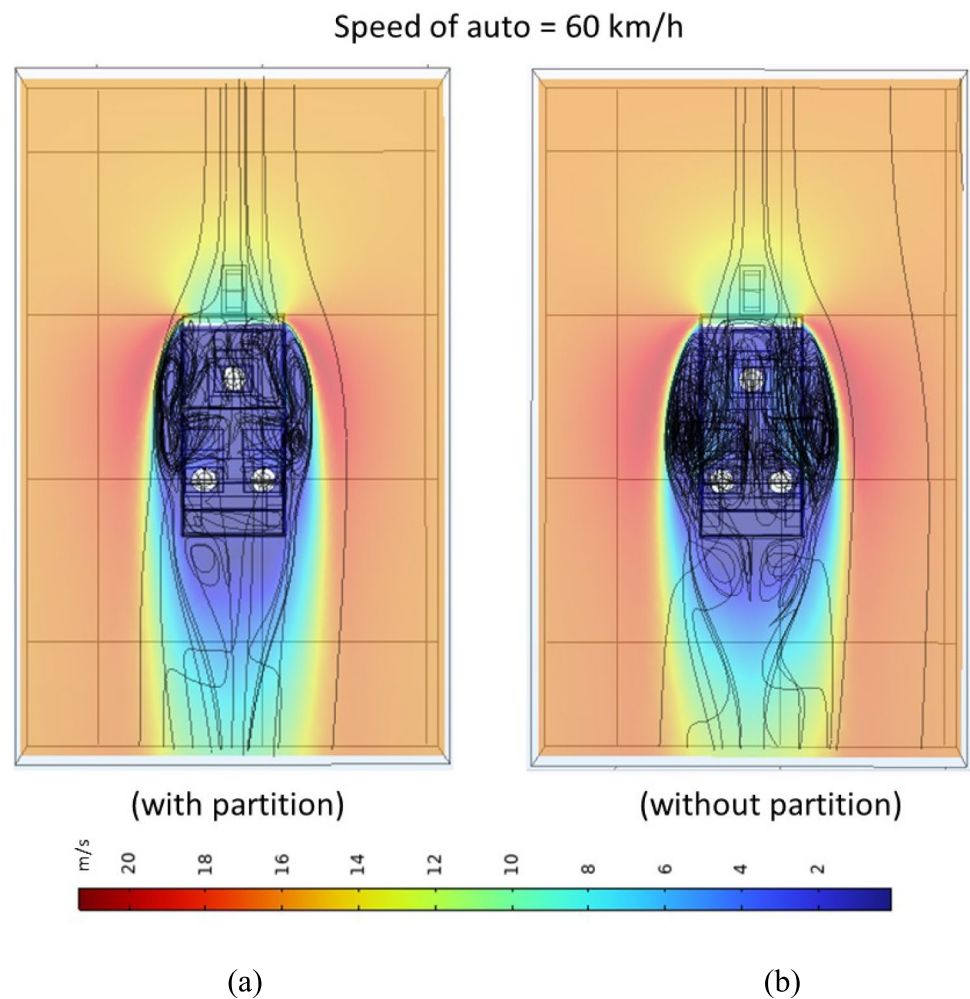 Speed of auto = 60 km/h
(with partition)
(without partition)
m/s
20
18
16
14
12
10
8
6
4
2
(a)
(b)